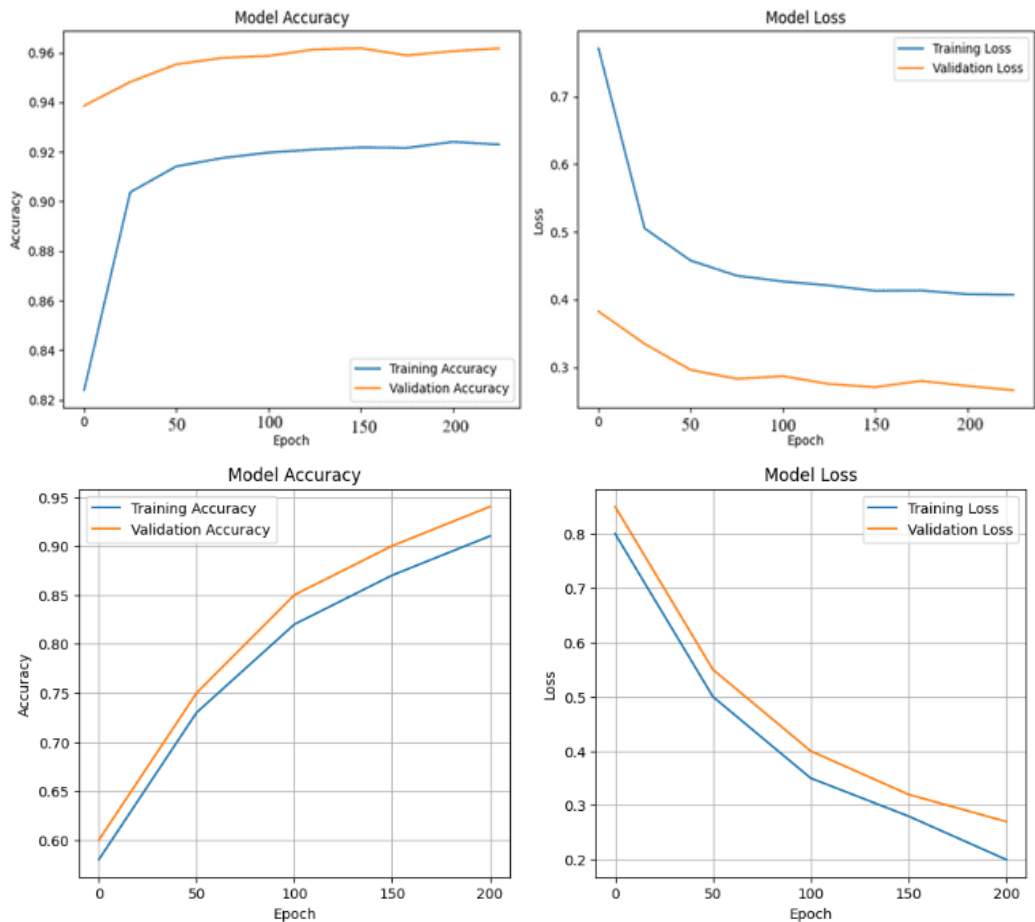 Model Accuracy
0.96
0.94
0.92
0.90
0.88
0.86
0.84
0.82
Accuracy
Training Accuracy
Validation Accuracy
0
50
100
150
200
Epoch
Model Loss
0.7
0.6
0.5
0.4
0.3
Loss
Training Loss
Validation Loss
0
50
100
150
200
Epoch
Model Accuracy
0.95
0.90
0.85
0.80
0.75
0.70
0.65
0.60
Accuracy
Training Accuracy
Validation Accuracy
0
50
100
150
200
Epoch
Model Loss
0.8
0.7
0.6
0.5
0.4
0.3
0.2
Loss
Training Loss
Validation Loss
0
50
100
150
200
Epoch